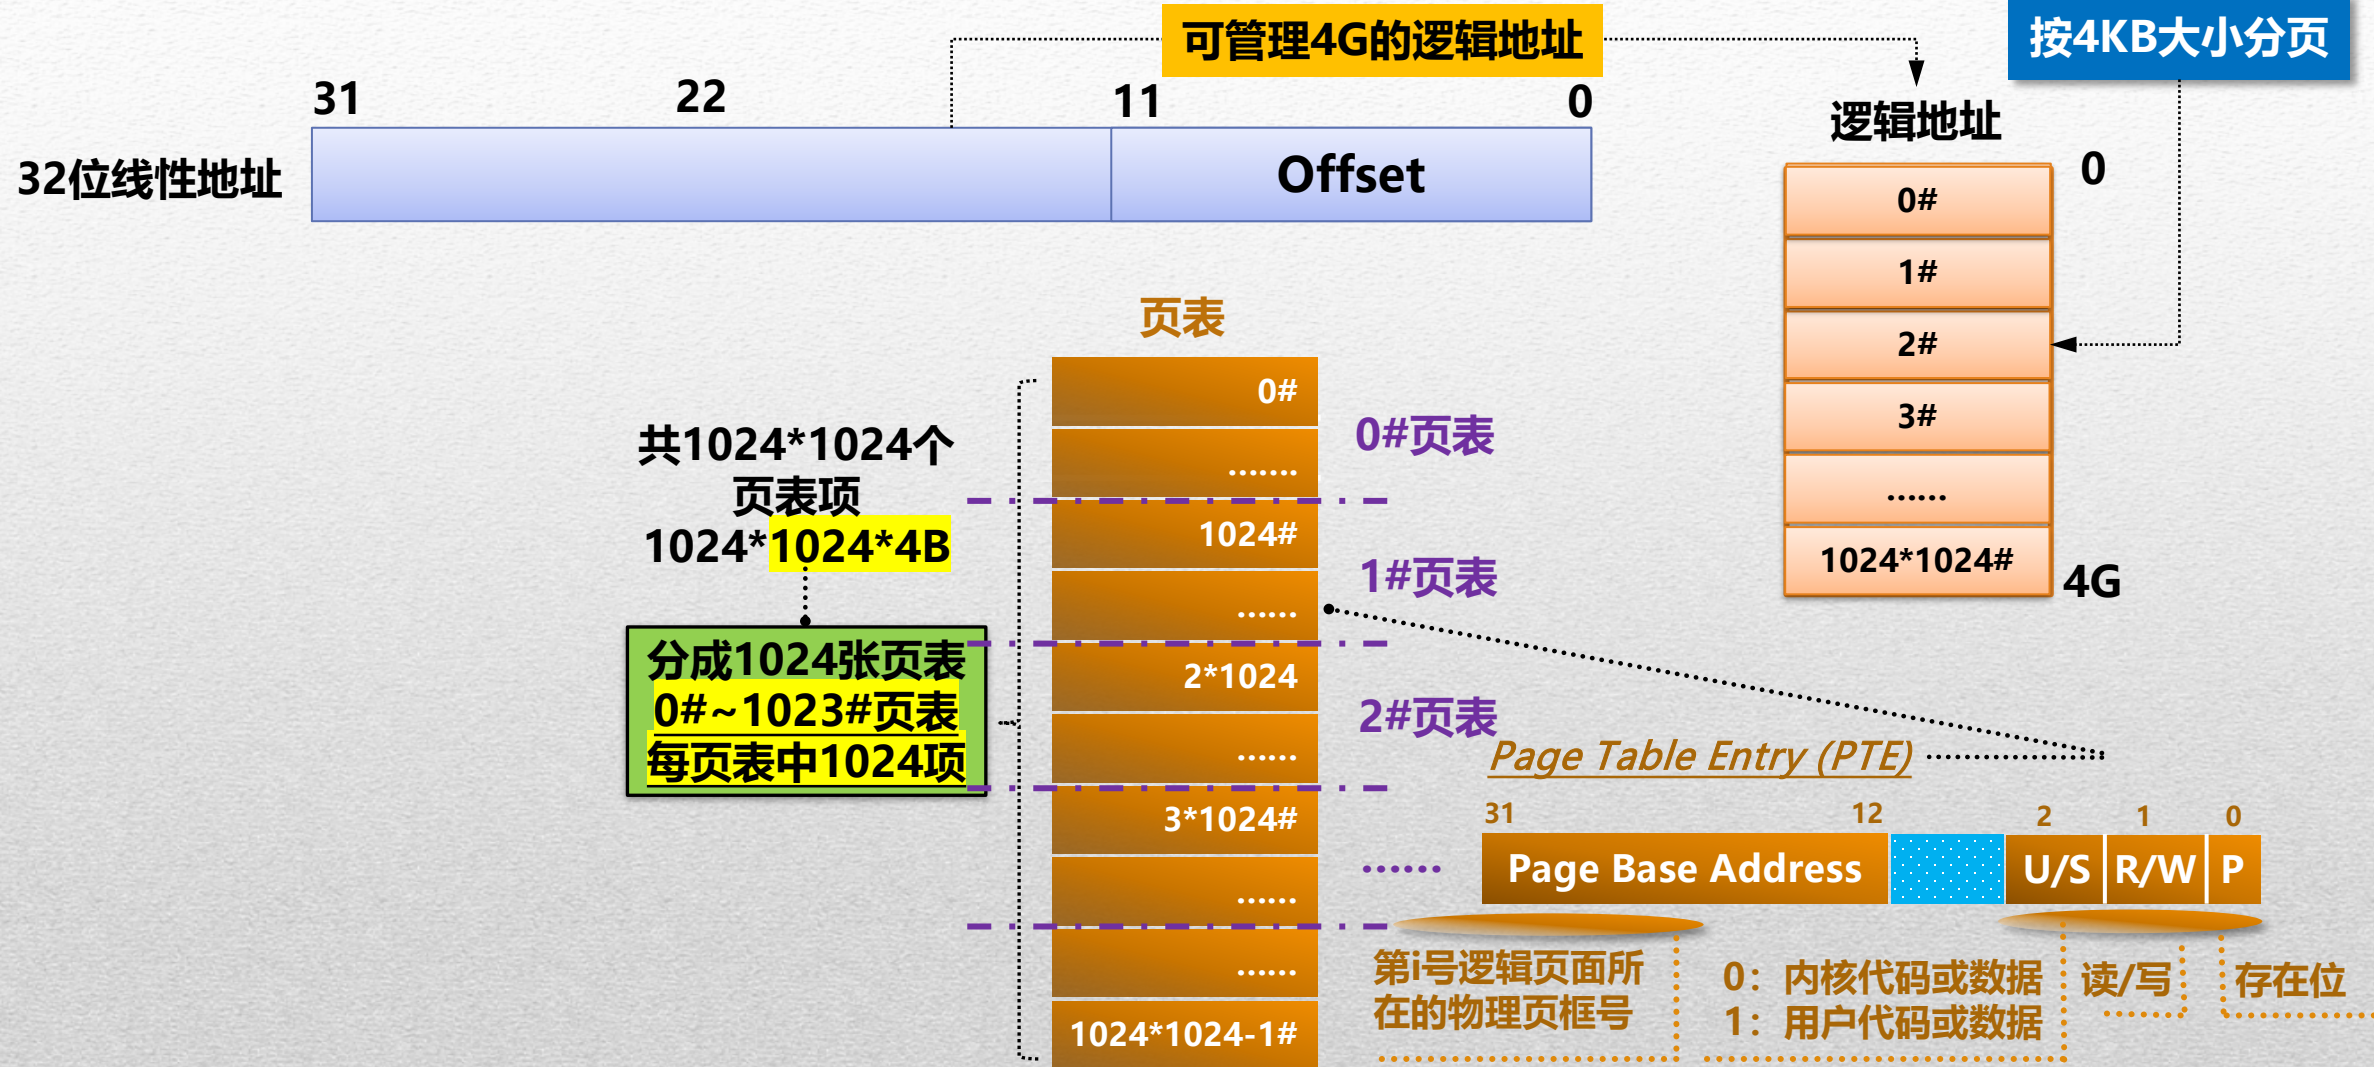 可管理4G的逻辑地址
按4KB大小分页
31
22
11
0
32位线性地址
Offset
逻辑地址
0
0#
1#
2#
3#
......
1024*1024#
4G
页表
0#
.......
1024#
......
2*1024
......
3*1024#
......
......
1024*1024-1#
0#页表
1#页表
2#页表
......
共1024*1024个
页表项
1024*1024*4B
分成1024张页表
0#~1023#页表
每页表中1024项
Page Table Entry (PTE)
31
12
2
1
0
Page Base Address
U/S
R/W
P
第i号逻辑页面所
在的物理页框号
0：内核代码或数据
1：用户代码或数据
读/写
存在位